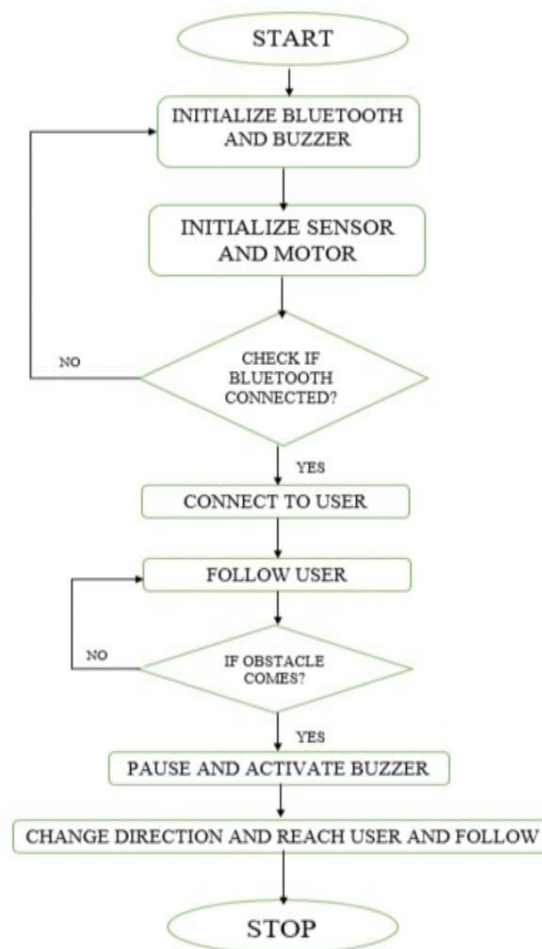 START
INITIALIZE BLUETOOTH
AND BUZZER
INITIALIZE SENSOR
AND MOTOR
CHECK IF
BLUETOOTH
CONNECTED?
NO
YES
CONNECT TO USER
FOLLOW USER
IF OBSTACLE
COMES?
NO
YES
PAUSE AND ACTIVATE BUZZER
CHANGE DIRECTION AND REACH USER AND FOLLOW
STOP